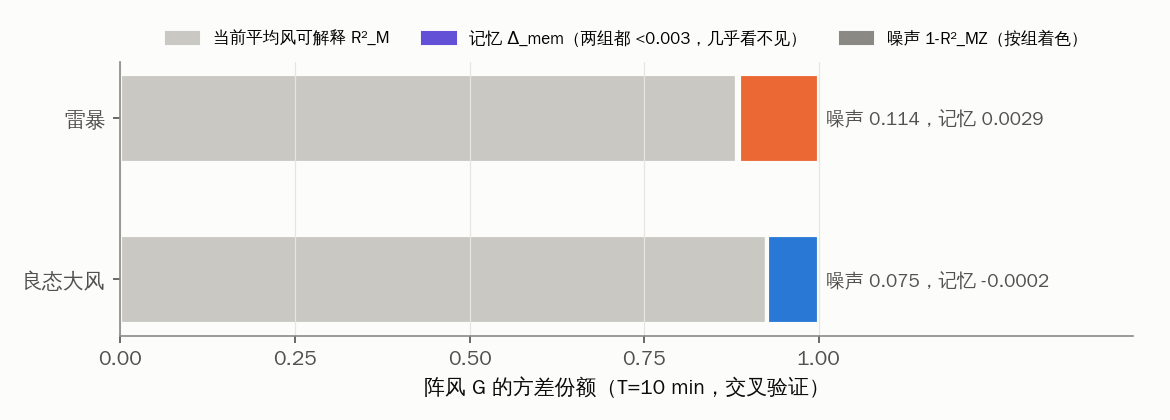 当前平均风可解释 R²_M
记忆 Δ_mem（两组都 <0.003，几乎看不见）
噪声 1-R²_MZ（按组着色）
雷暴
噪声 0.114，记忆 0.0029
良态大风
噪声 0.075，记忆 -0.0002
0.00 0.25 0.50 0.75 1.00
阵风 G 的方差份额（T=10 min，交叉验证）